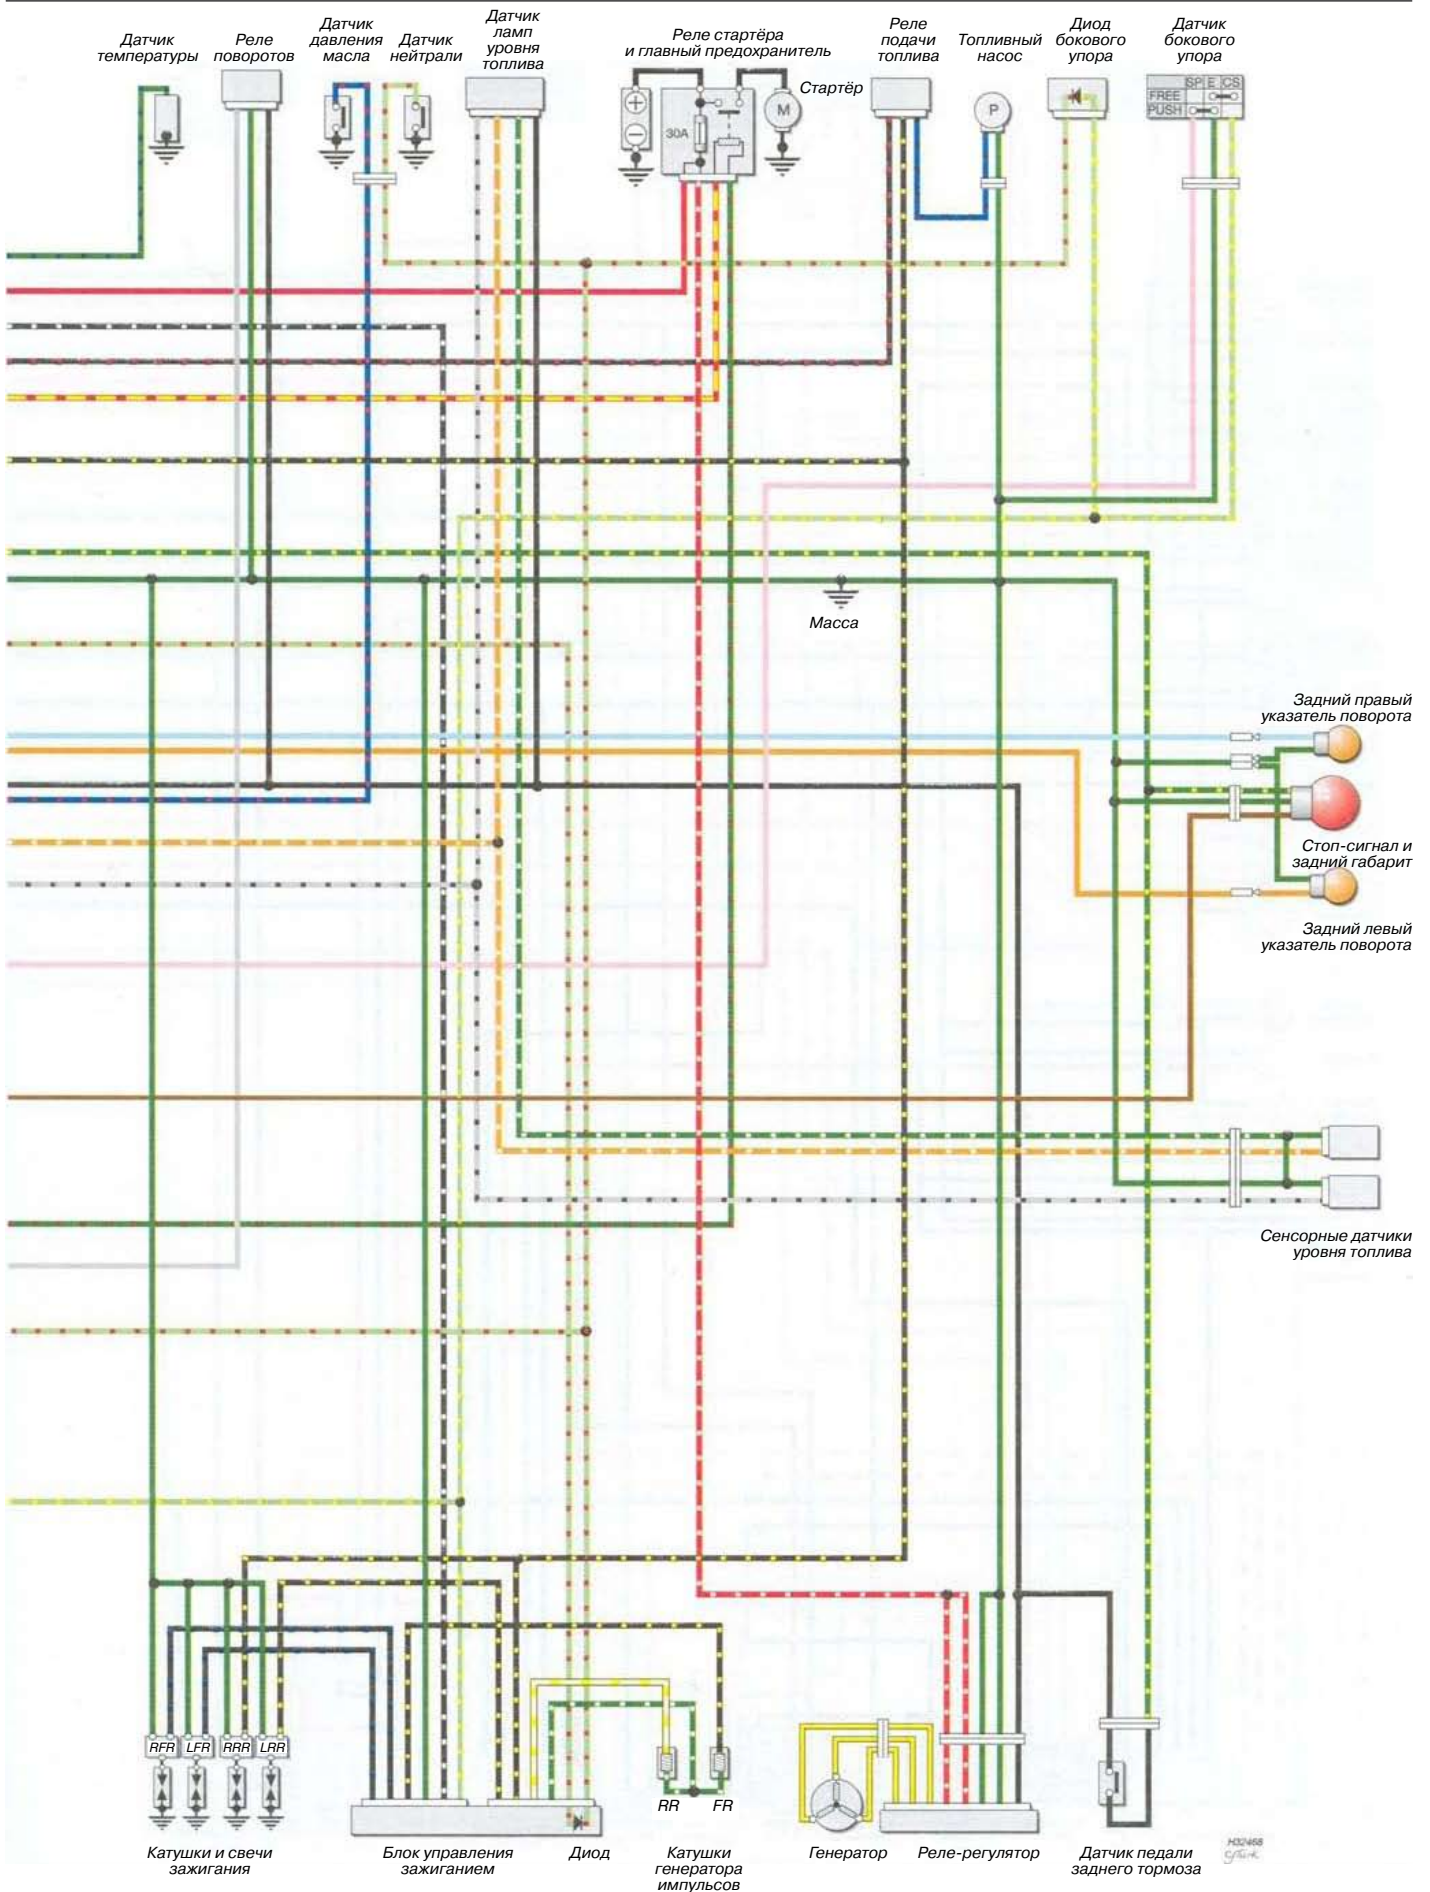 Датчик
температуры
Реле
поворотов
Датчик
давления
масла
Датчик
нейтрали
Датчик
ламп
уровня
топлива
Реле стартёра
и главный предохранитель
Стартёр
Реле
подачи
топлива
Топливный
насос
Диод
бокового
упора
Датчик
бокового
упора
30A
M
P
SP E CS
FREE
PUSH
Масса
Задний правый
указатель поворота
Стоп-сигнал и
задний габарит
Задний левый
указатель поворота
Сенсорные датчики
уровня топлива
RFR LFR RRR LRR
RR FR
Катушки и свечи
зажигания
Блок управления
зажиганием
Диод
Катушки
генератора
импульсов
Генератор
Реле-регулятор
Датчик педали
заднего тормоза
H32468